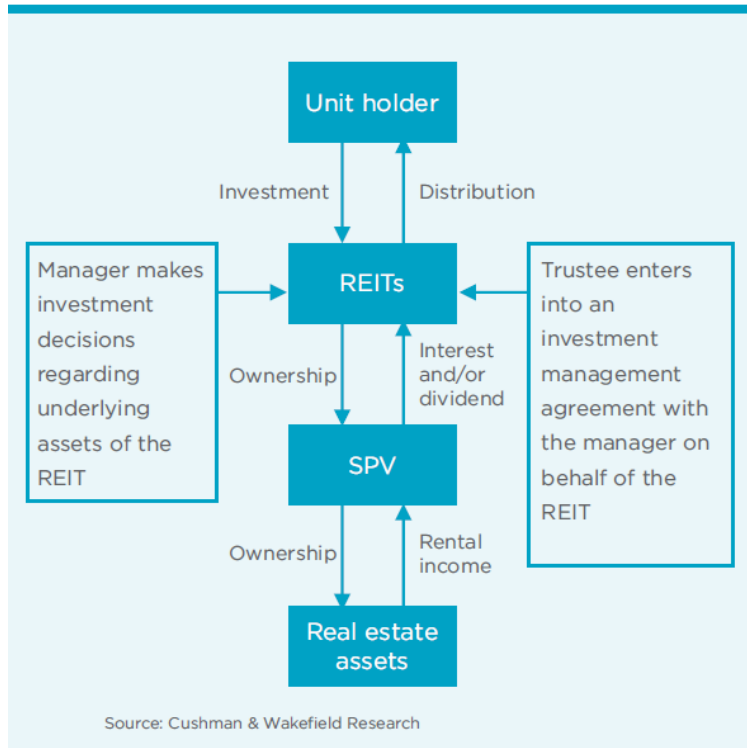 Unit holder
Investment
Distribution
Manager makes
investment
decisions
regarding
underlying
assets of the
REIT
REITs
Trustee enters
into an
investment
management
agreement with
the manager on
behalf of the
REIT
Ownership
Interest
and/or
dividend
SPV
Ownership
Rental
income
Real estate
assets
Source: Cushman & Wakefield Research